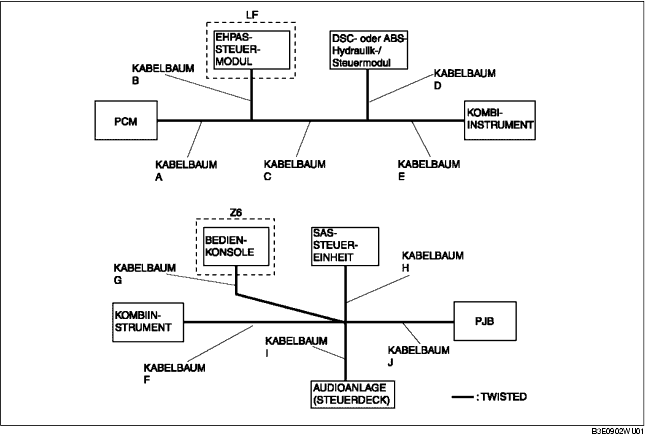 LF
EHPAS-
STEUER-
MODUL
DSC- oder ABS-
Hydraulik-/
Steuermodul
KABELBAUM
B
KABELBAUM
D
PCM
KOMBI-
INSTRUMENT
KABELBAUM
A
KABELBAUM
C
KABELBAUM
E
Z6
BEDIEN-
KONSOLE
SAS-
STEUER-
EINHEIT
KABELBAUM
G
KABELBAUM
H
KOMBIIN-
STRUMENT
PJB
KABELBAUM
F
KABELBAUM
I
KABELBAUM
J
AUDIOANLAGE
(STEUERDECK)
: TWISTED
B3E0902WU01